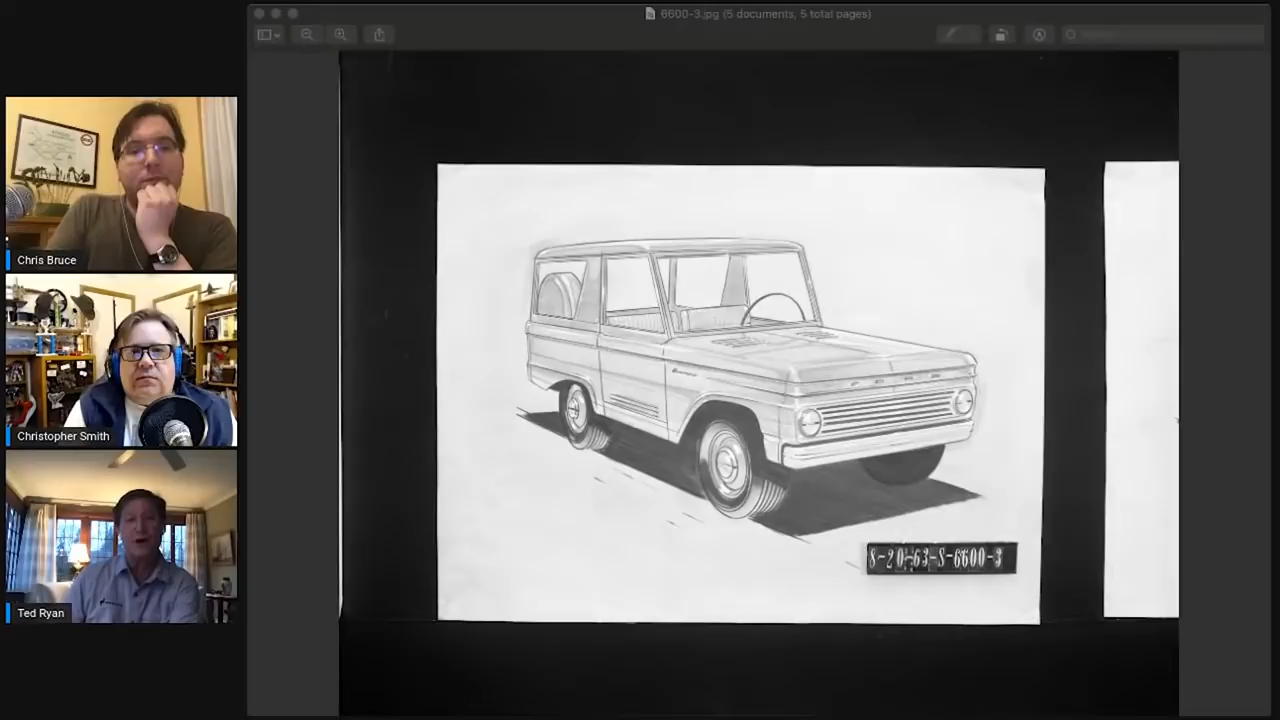 6600-3.jpg (5 documents, 5 total pages)
Chris Bruce
Christopher Smith
Ted Ryan
FORD
8-20-63-S-6600-3